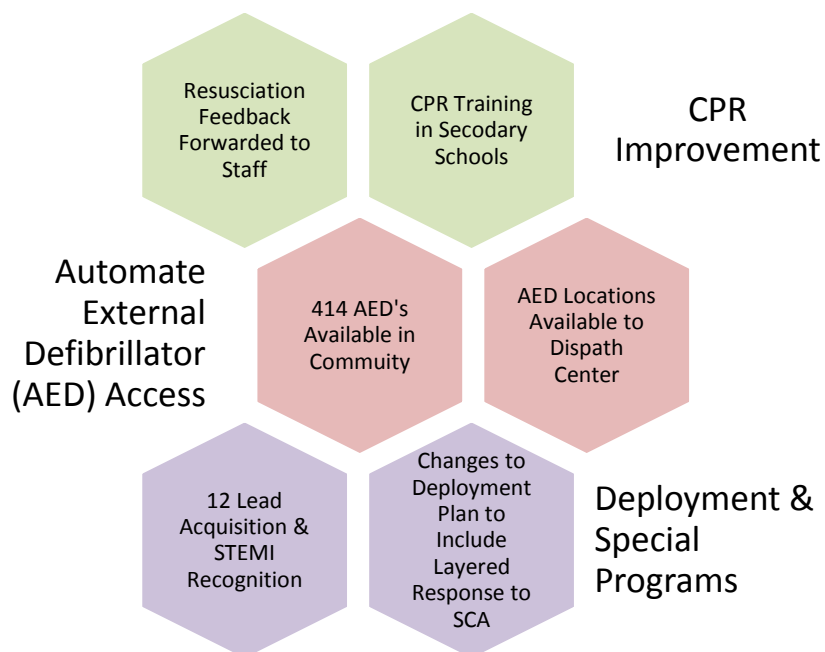 Resusciation
Feedback
Forwarded to
Staff
CPR Training
in Secodary
Schools
CPR
Improvement
Automate
External
Defibrillator
(AED) Access
414 AED's
Available in
Commuity
AED Locations
Available to
Dispath
Center
12 Lead
Acquisition &
STEMI
Recognition
Changes to
Deployment
Plan to
Include
Layered
Response to
SCA
Deployment &
Special
Programs